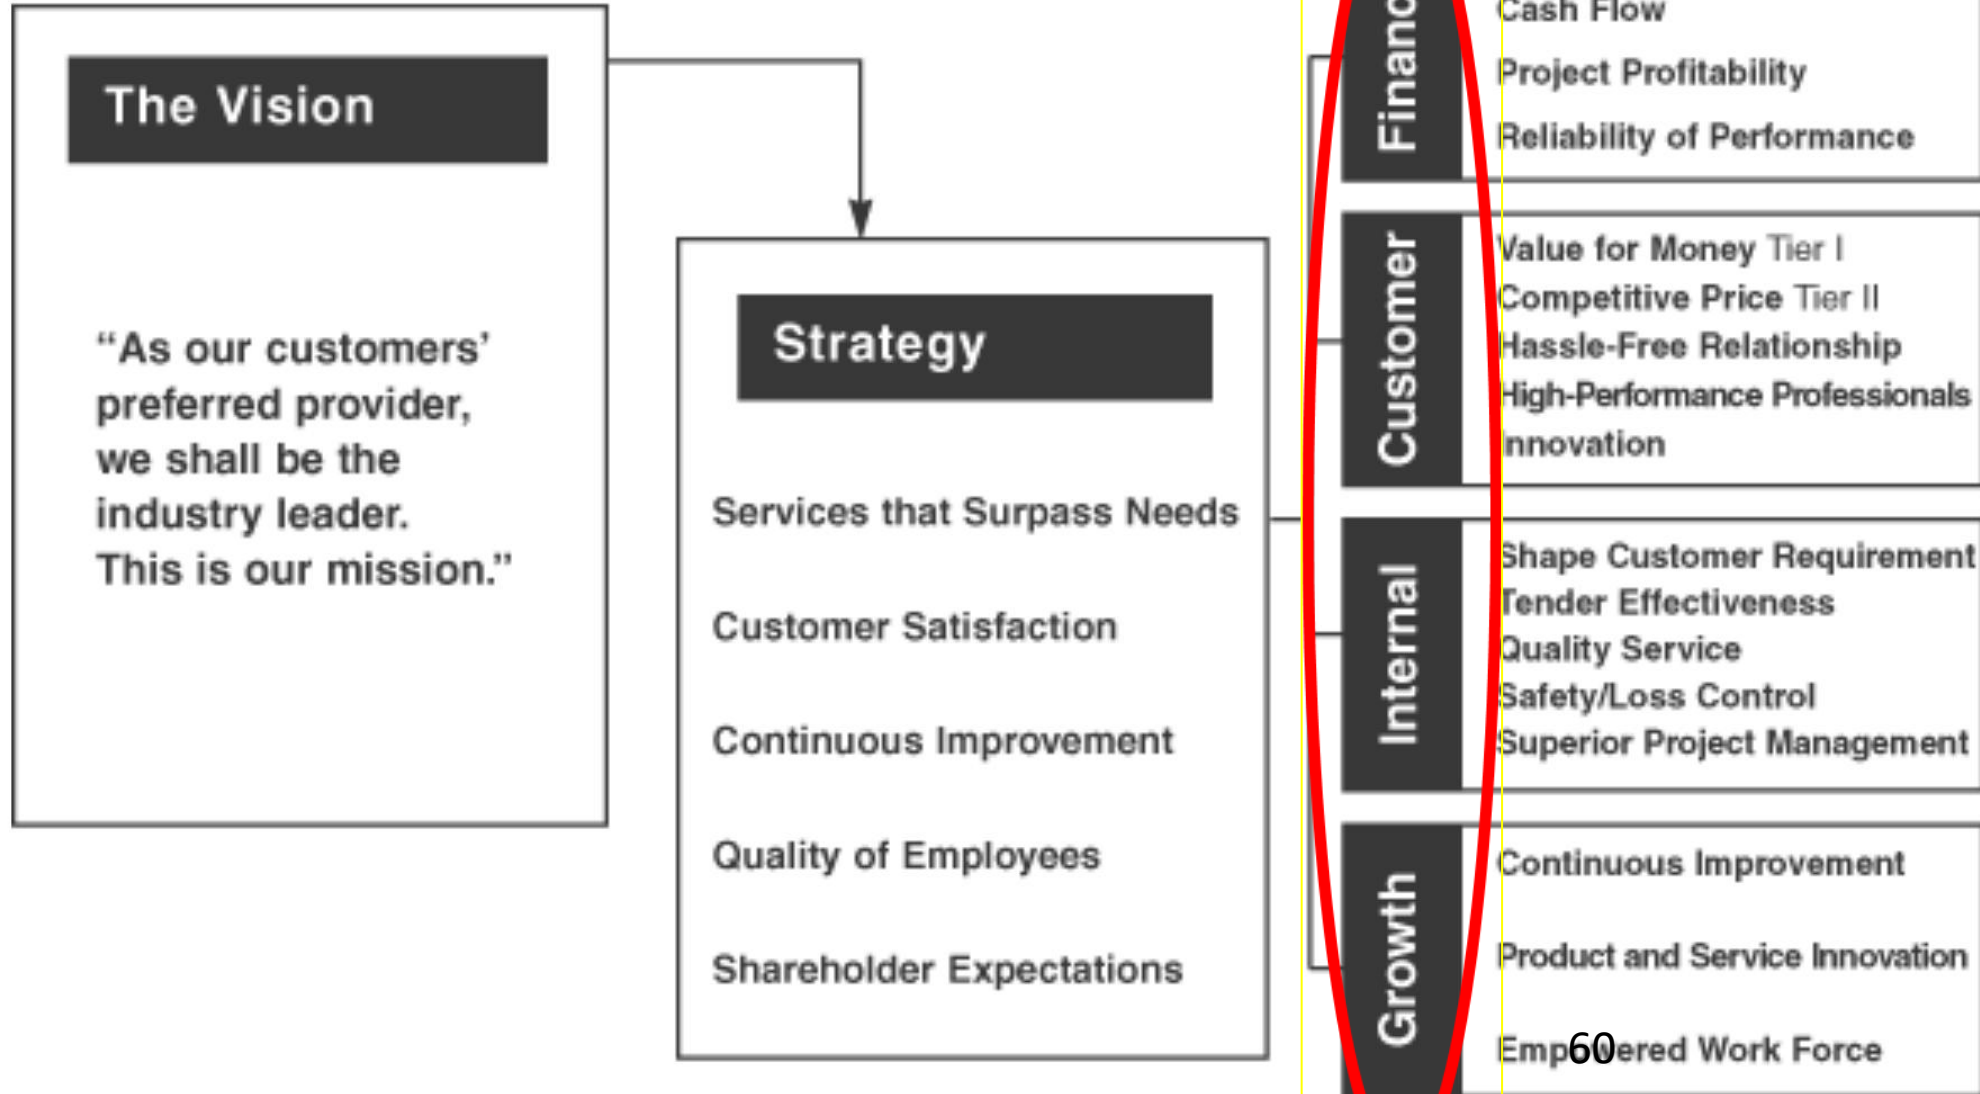 The Vision
“As our customers’
preferred provider,
we shall be the
industry leader.
This is our mission.”
Strategy
Services that Surpass Needs
Customer Satisfaction
Continuous Improvement
Quality of Employees
Shareholder Expectations
Financ
Cash Flow
Project Profitability
Reliability of Performance
Customer
Value for Money Tier I
Competitive Price Tier II
Hassle-Free Relationship
High-Performance Professionals
Innovation
Internal
Shape Customer Requirement
Tender Effectiveness
Quality Service
Safety/Loss Control
Superior Project Management
Growth
Continuous Improvement
Product and Service Innovation
Empowered Work Force
60